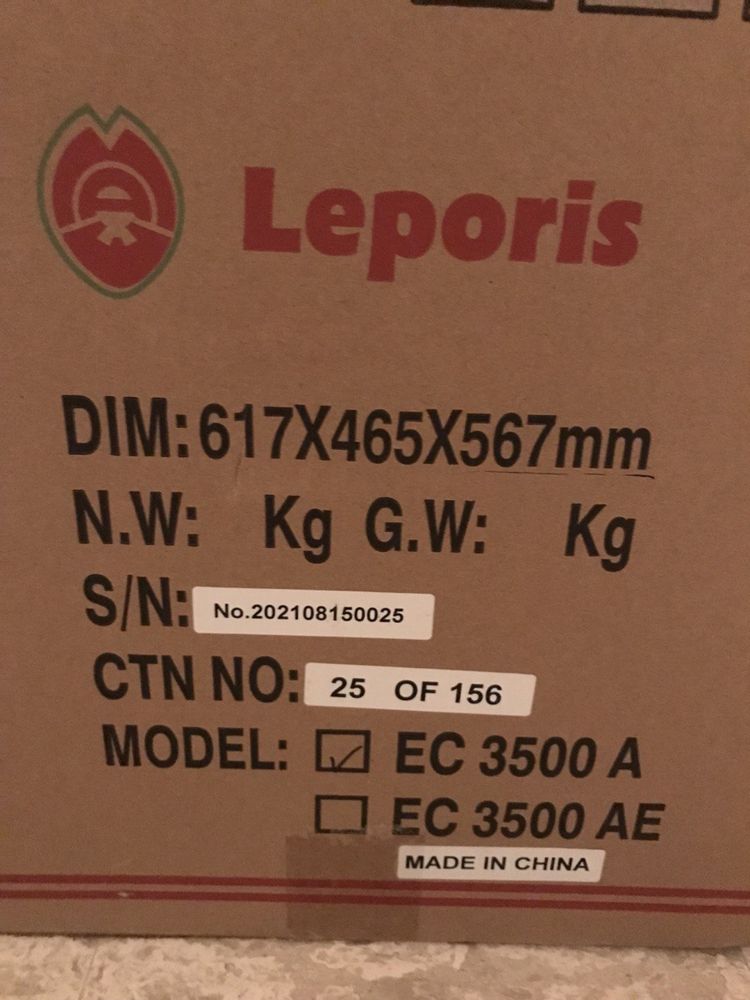 Leporis
DIM:617X465X567mm
N.W: Kg G.W: Kg
S/N: No.202108150025
CTN NO: 25 OF 156
MODEL: EC 3500 A
EC 3500 AE
MADE IN CHINA